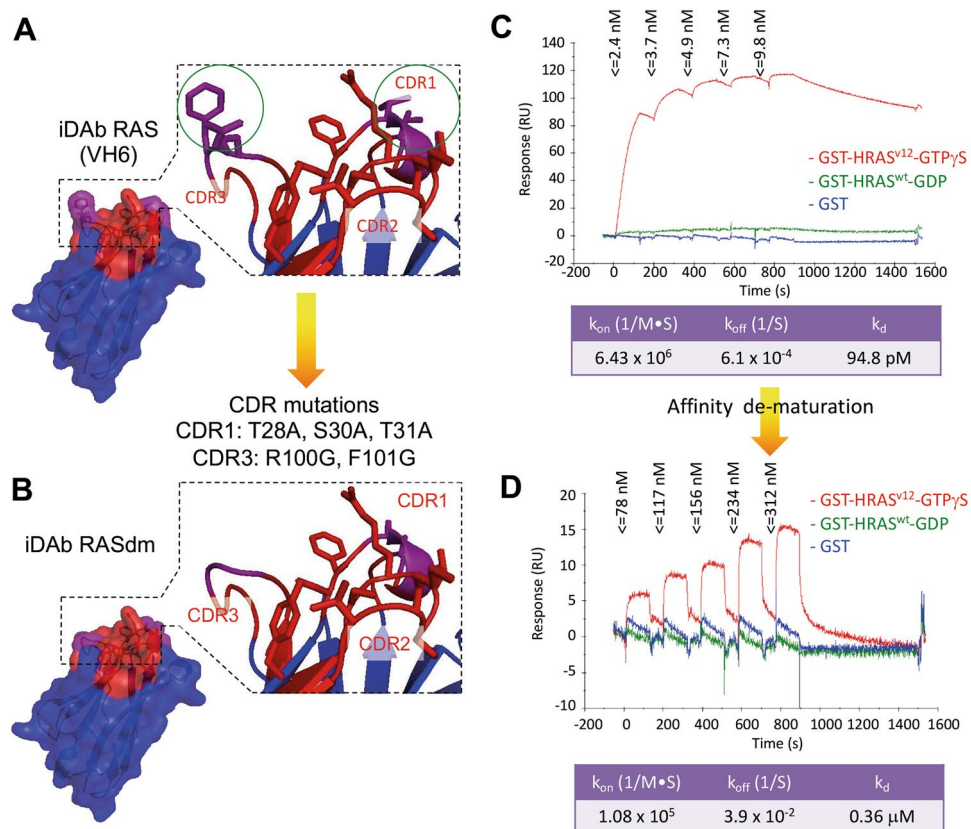 A
iDAb RAS
(VH6)
CDR1
CDR3
CDR2
CDR mutations
CDR1: T28A, S30A, T31A
CDR3: R100G, F101G
B
iDAb RASdm
CDR1
CDR3
CDR2
C
<=2.4 nM
<=3.7 nM
<=4.9 nM
<=7.3 nM
<=9.8 nM
140
120
100
80
60
40
20
0
-20
Response (RU)
-200 0 200 400 600 800 1000 1200 1400 1600
Time (s)
- GST-HRASv12-GTPγS
- GST-HRASwt-GDP
- GST
kon (1/M•S) koff (1/S) kd
6.43 x 10⁶ 6.1 x 10⁻⁴ 94.8 pM
Affinity de-maturation
D
<=78 nM
<=117 nM
<=156 nM
<=234 nM
<=312 nM
20
15
10
5
0
-5
-10
Response (RU)
-200 0 200 400 600 800 1000 1200 1400 1600
Time (s)
- GST-HRASv12-GTPγS
- GST-HRASwt-GDP
- GST
kon (1/M•S) koff (1/S) kd
1.08 x 10⁵ 3.9 x 10⁻² 0.36 μM